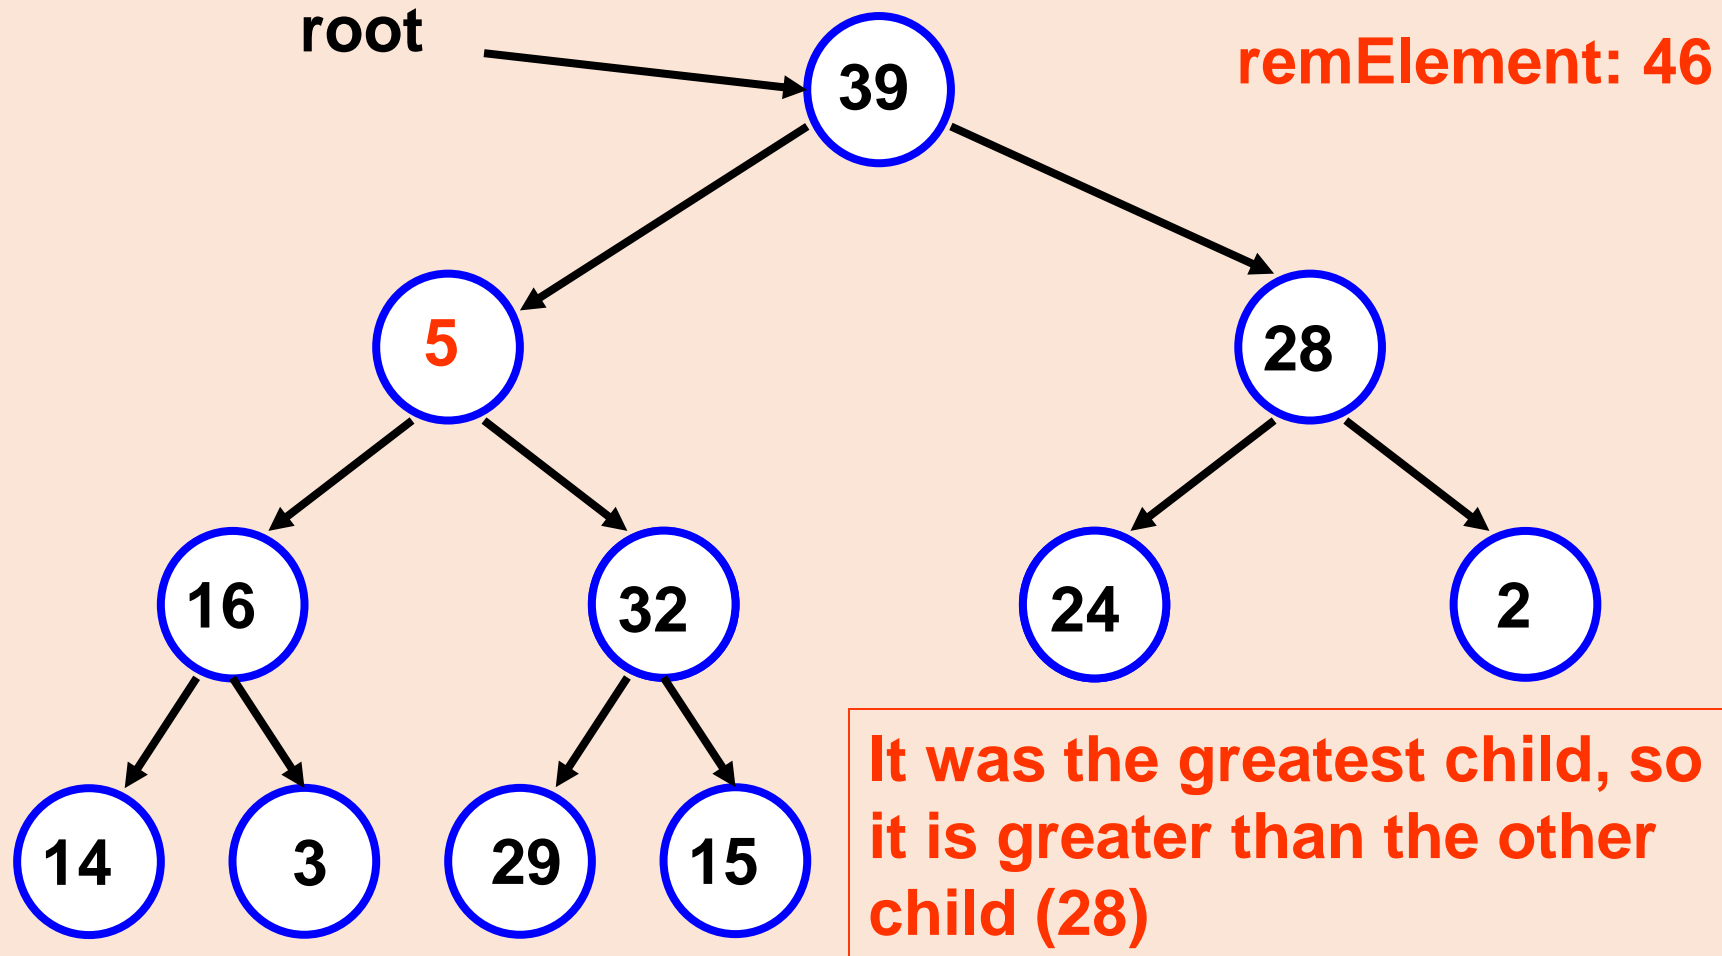 root
remElement: 46
39
5
28
16
32
24
2
14
3
29
15
It was the greatest child, so
it is greater than the other
child (28)